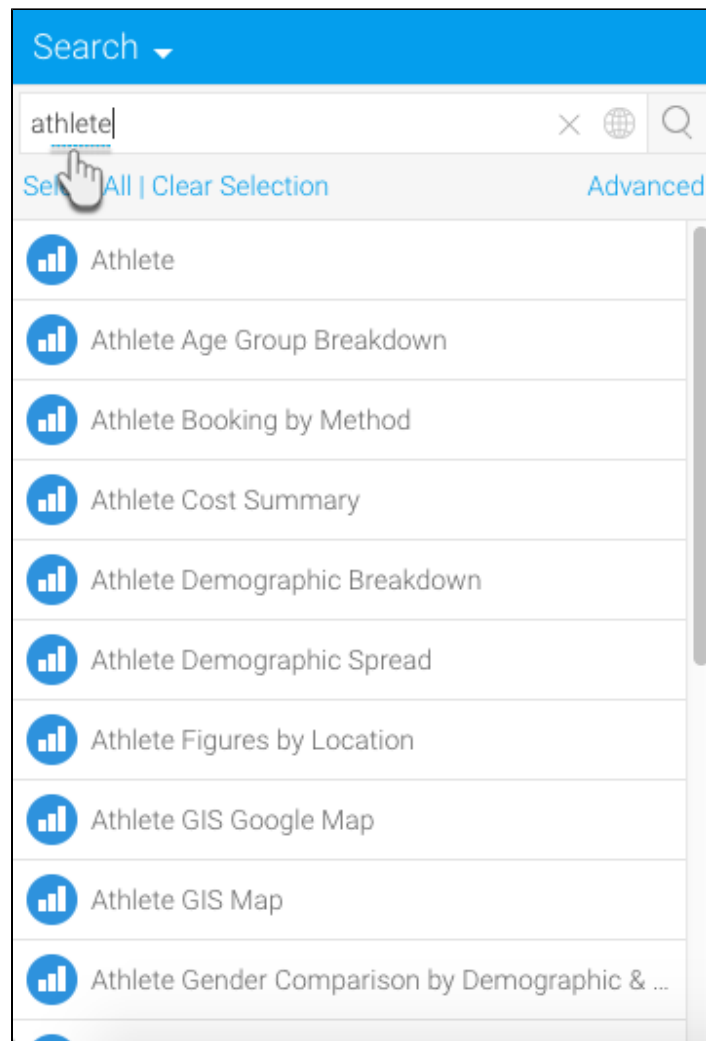 Search
athlete
Select All | Clear Selection Advanced
Athlete
Athlete Age Group Breakdown
Athlete Booking by Method
Athlete Cost Summary
Athlete Demographic Breakdown
Athlete Demographic Spread
Athlete Figures by Location
Athlete GIS Google Map
Athlete GIS Map
Athlete Gender Comparison by Demographic & ...